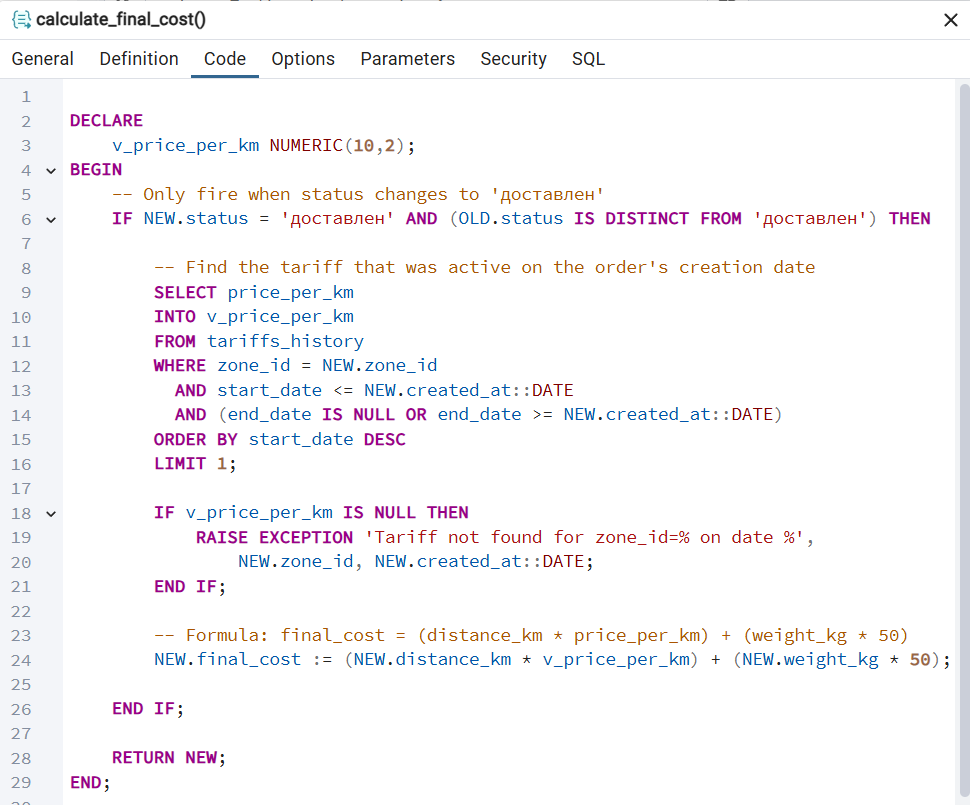 calculate_final_cost()
General Definition Code Options Parameters Security SQL
1
2 DECLARE
3 v_price_per_km NUMERIC(10,2);
4 BEGIN
5 -- Only fire when status changes to 'доставлен'
6 IF NEW.status = 'доставлен' AND (OLD.status IS DISTINCT FROM 'доставлен') THEN
7
8 -- Find the tariff that was active on the order's creation date
9 SELECT price_per_km
10 INTO v_price_per_km
11 FROM tariffs_history
12 WHERE zone_id = NEW.zone_id
13 AND start_date <= NEW.created_at::DATE
14 AND (end_date IS NULL OR end_date >= NEW.created_at::DATE)
15 ORDER BY start_date DESC
16 LIMIT 1;
17
18 IF v_price_per_km IS NULL THEN
19 RAISE EXCEPTION 'Tariff not found for zone_id=% on date %',
20 NEW.zone_id, NEW.created_at::DATE;
21 END IF;
22
23 -- Formula: final_cost = (distance_km * price_per_km) + (weight_kg * 50)
24 NEW.final_cost := (NEW.distance_km * v_price_per_km) + (NEW.weight_kg * 50);
25
26 END IF;
27
28 RETURN NEW;
29 END;